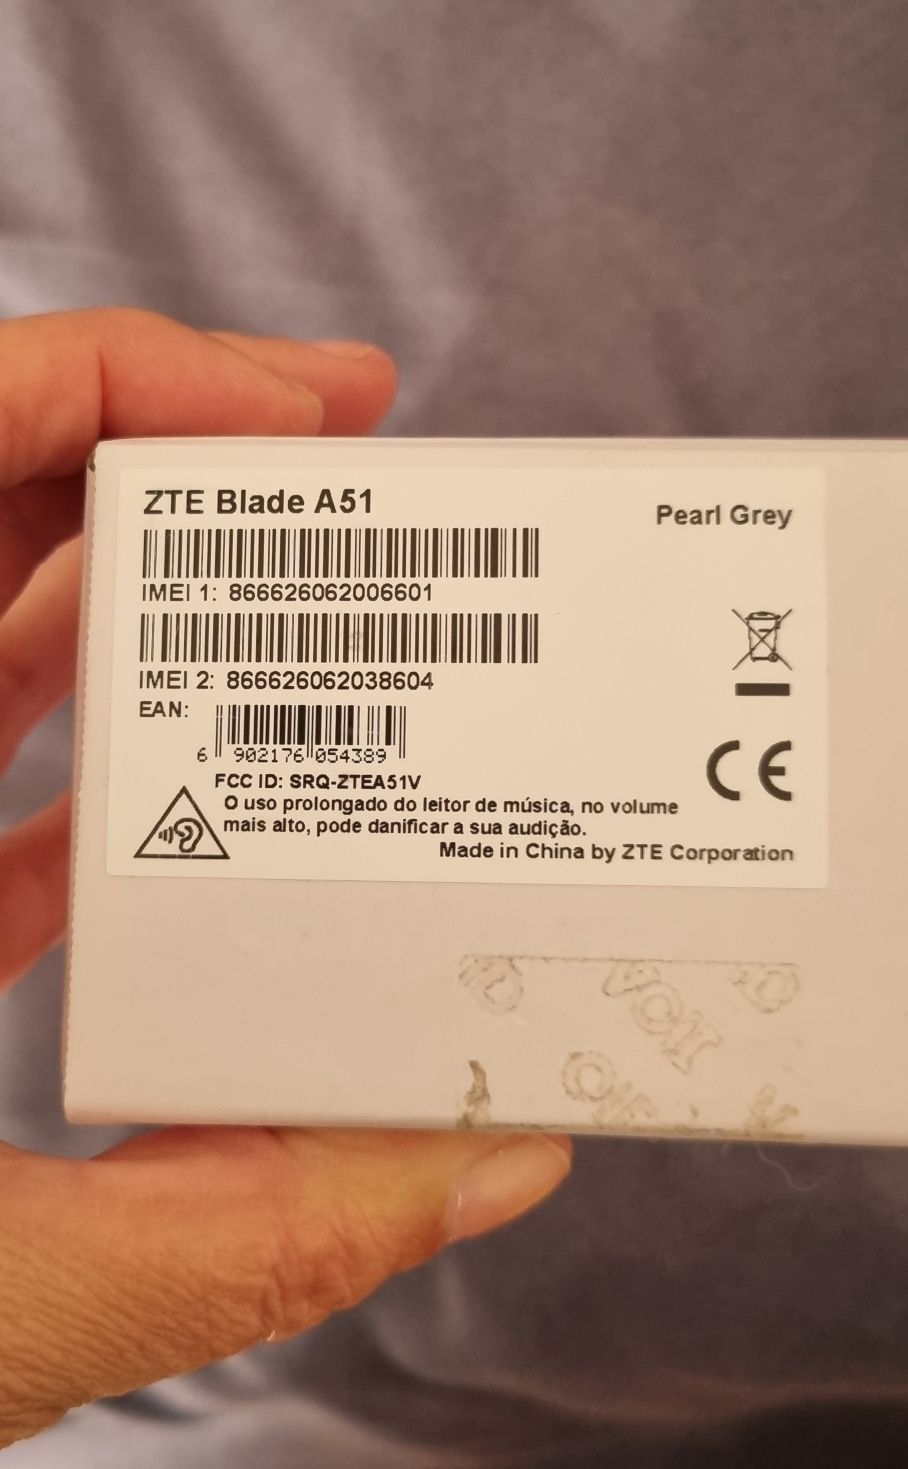 ZTE Blade A51
Pearl Grey
IMEI 1: 866626062006601
IMEI 2: 866626062038604
EAN:
6 902176 054389
FCC ID: SRQ-ZTEA51V
O uso prolongado do leitor de música, no volume
mais alto, pode danificar a sua audição.
Made in China by ZTE Corporation
CE